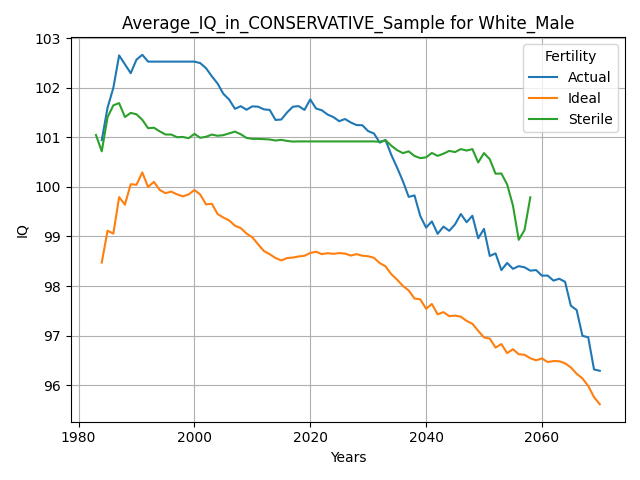 Average_IQ_in_CONSERVATIVE_Sample for White_Male
103
102
101
100
99
98
97
96
IQ
1980
2000
2020
2040
2060
Years
Fertility
Actual
Ideal
Sterile